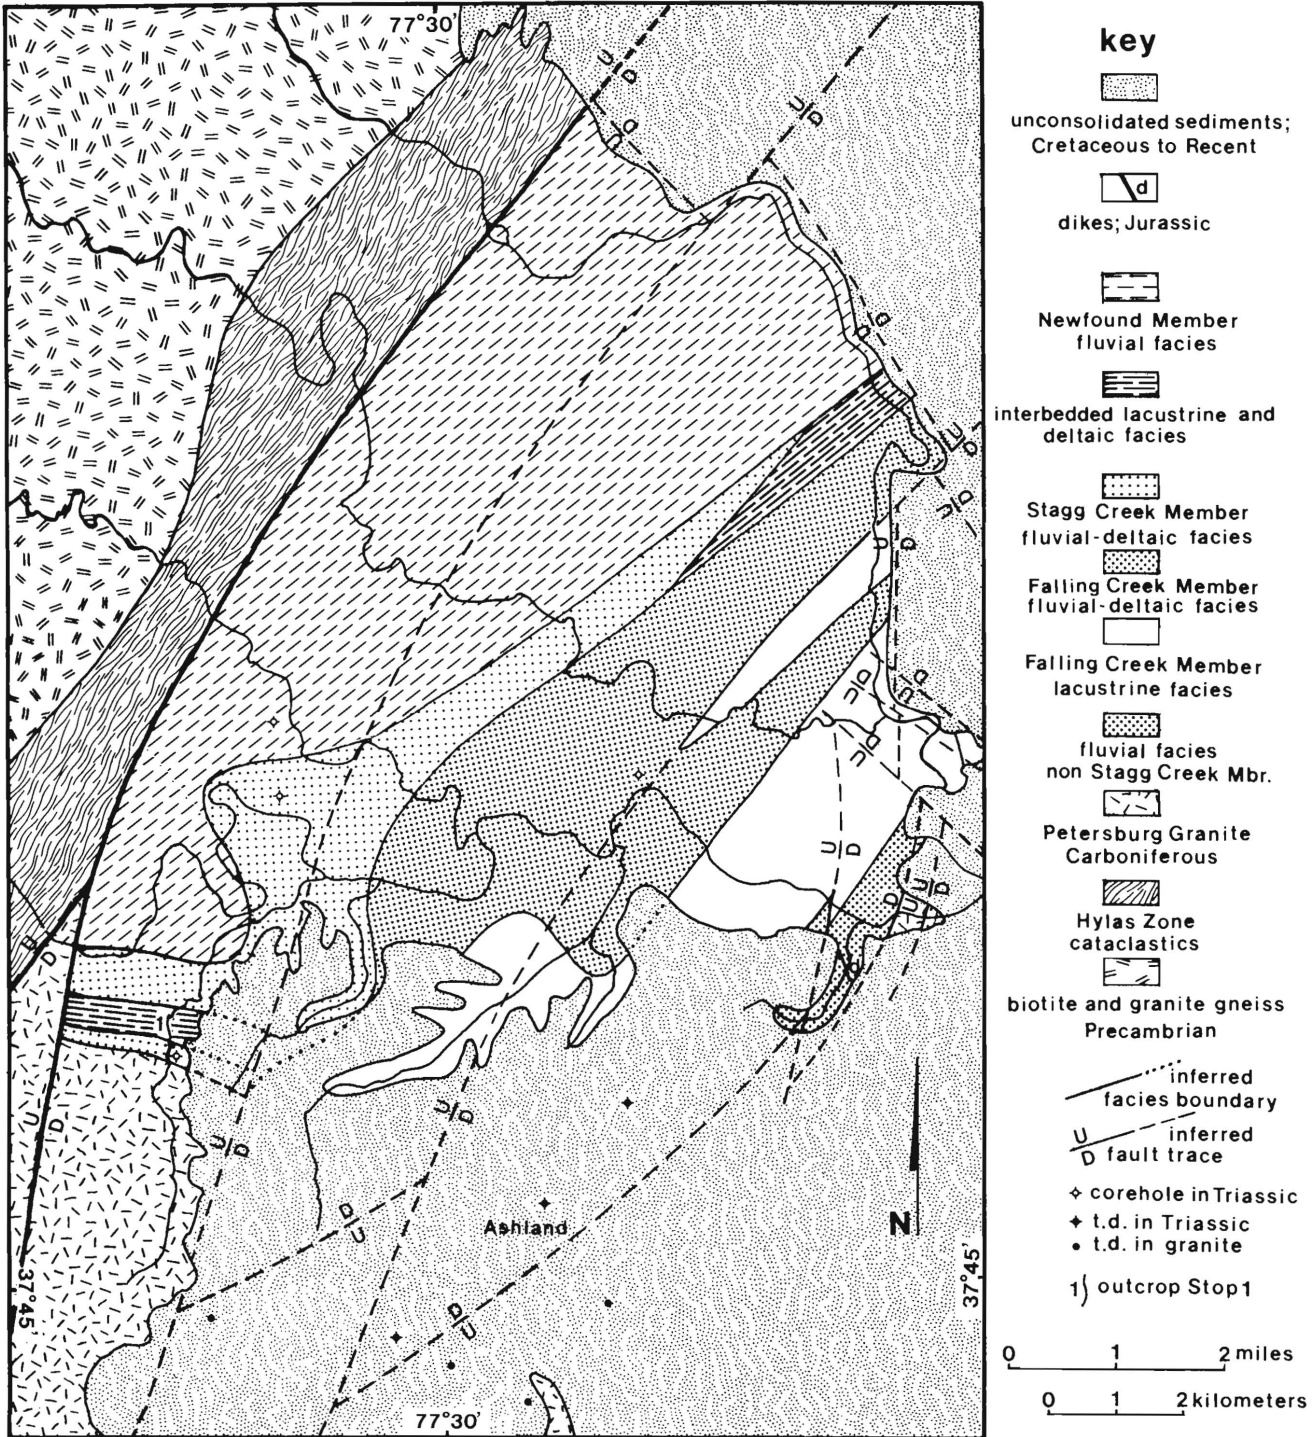 77°30'
U
D
U
D
D
U
U
D
U
D
U
D
U
D
U
D
U
D
U
D
U
D
U
D
D
U
U
D
U
D
1
U
D
U
D
U
D
D
U
Ashland
D
U
N
37°45'
37°45'
77°30'
key
unconsolidated sediments;
Cretaceous to Recent
d
dikes; Jurassic
Newfound Member
fluvial facies
interbedded lacustrine and
deltaic facies
Stagg Creek Member
fluvial-deltaic facies
Falling Creek Member
fluvial-deltaic facies
Falling Creek Member
lacustrine facies
fluvial facies
non Stagg Creek Mbr.
Petersburg Granite
Carboniferous
Hylas Zone
cataclastics
biotite and granite gneiss
Precambrian
inferred
facies boundary
U inferred
D fault trace
corehole in Triassic
t.d. in Triassic
t.d. in granite
1 outcrop Stop 1
0 1 2 miles
0 1 2 kilometers